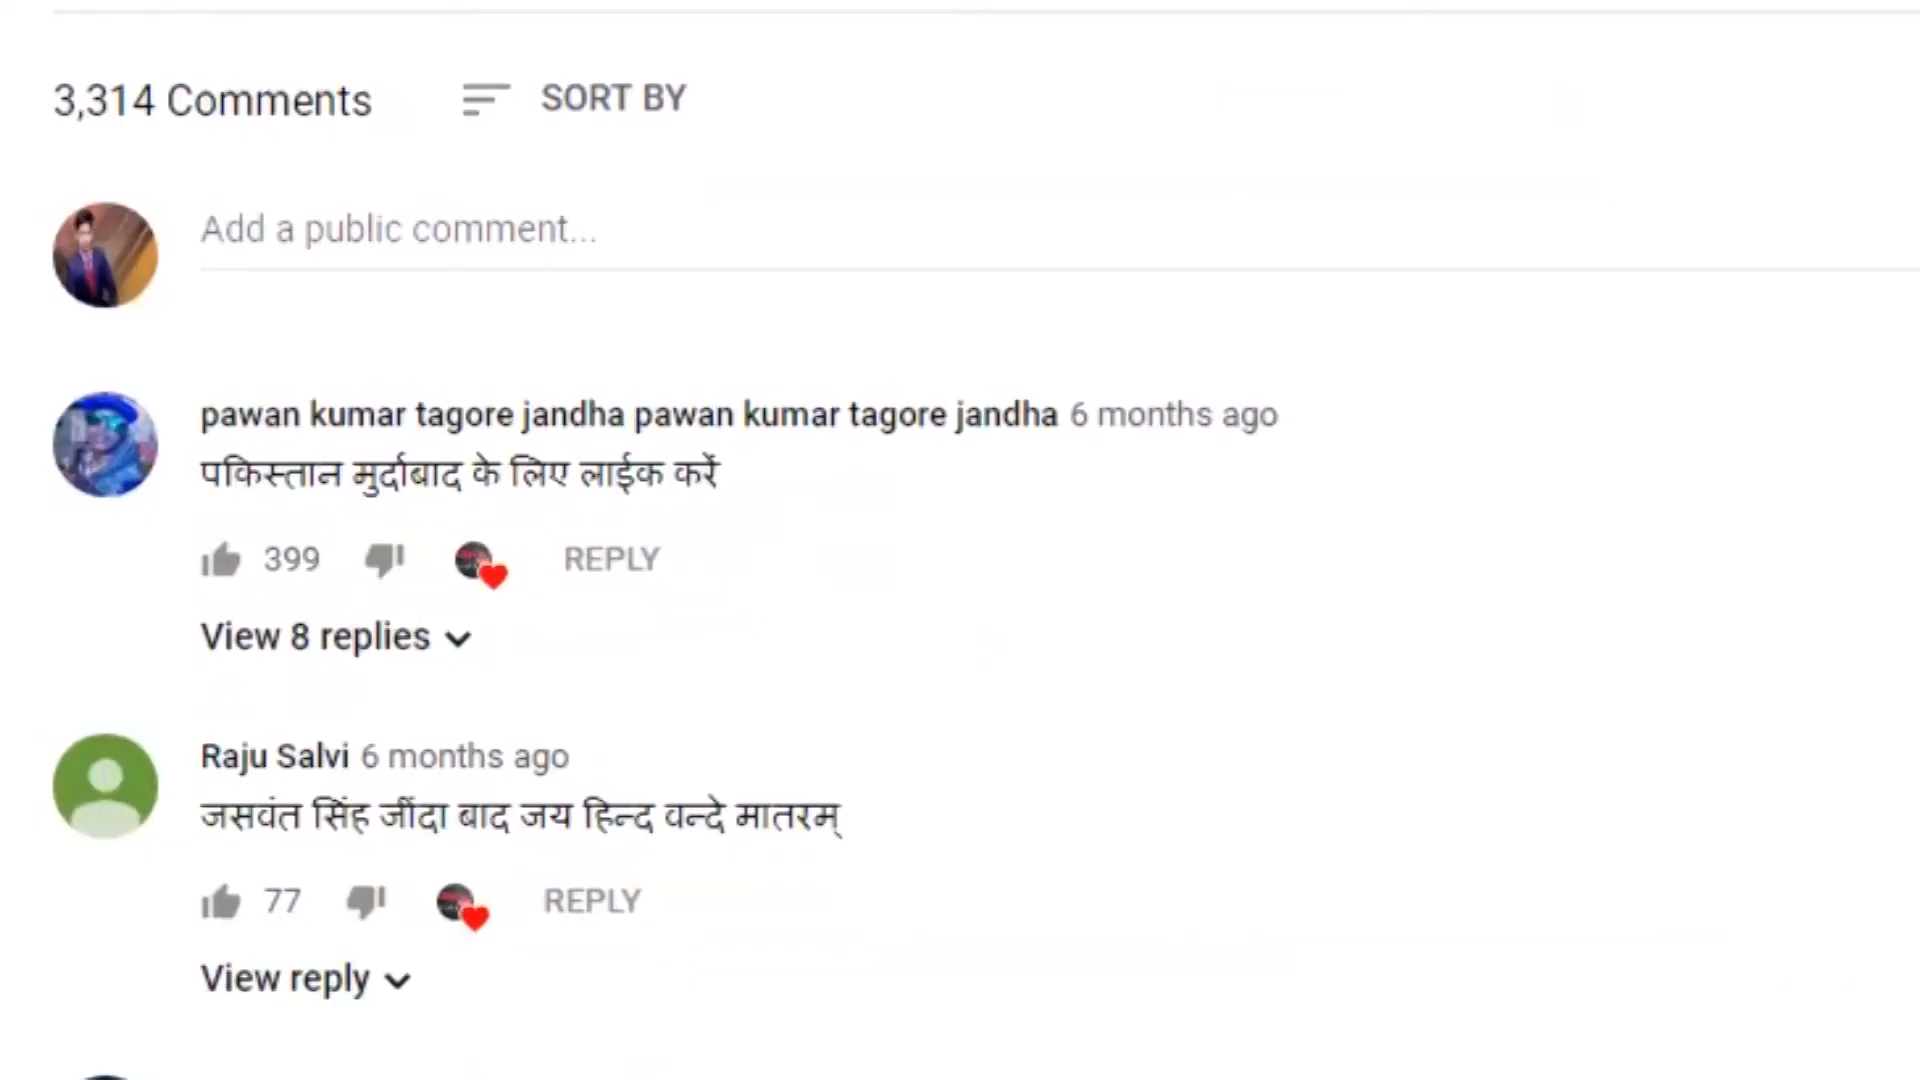 3,314 Comments SORT BY
Add a public comment...
pawan kumar tagore jandha pawan kumar tagore jandha 6 months ago
पकिस्तान मुर्दाबाद के लिए लाईक करें
399 REPLY
View 8 replies
Raju Salvi 6 months ago
जसवंत सिंह जींदा बाद जय हिन्द वन्दे मातरम्
77 REPLY
View reply